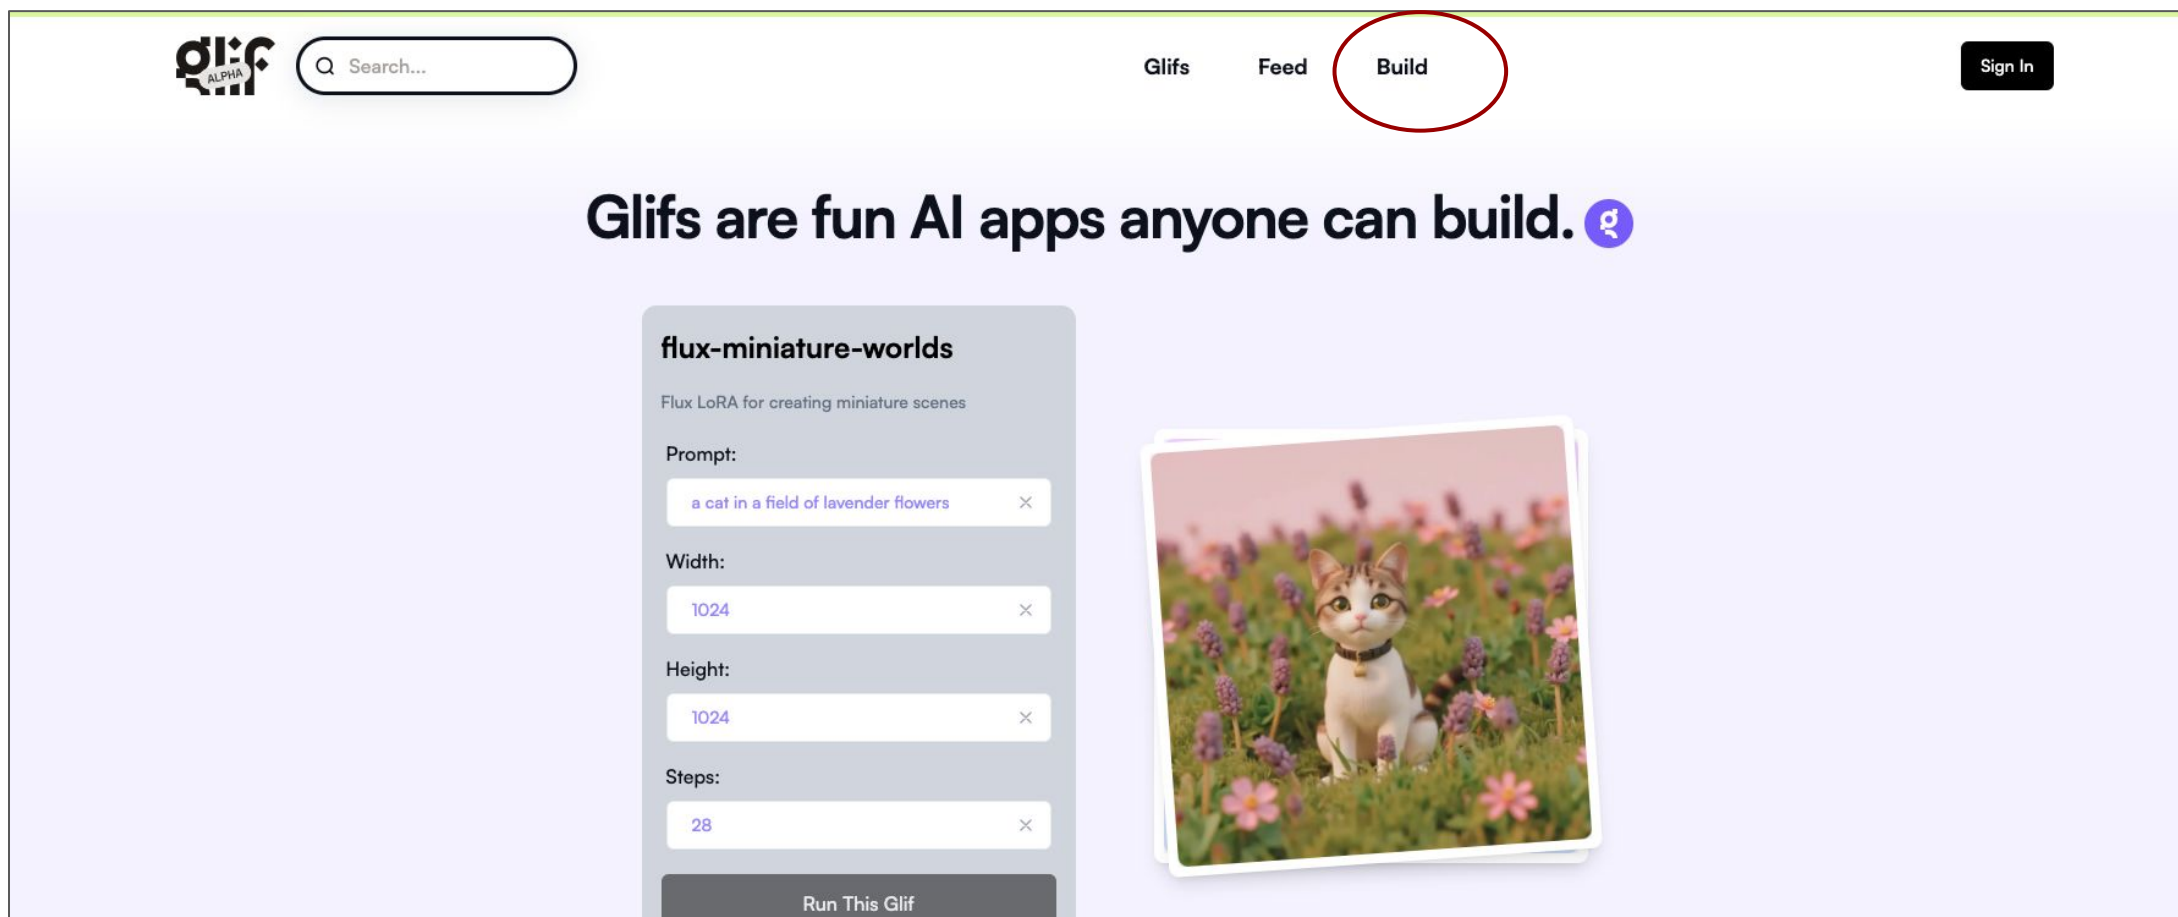 glif
ALPHA
Search...
Glifs
Feed
Build
Sign In
Glifs are fun AI apps anyone can build.
g
flux-miniature-worlds
Flux LoRA for creating miniature scenes
Prompt:
a cat in a field of lavender flowers
Width:
1024
Height:
1024
Steps:
28
Run This Glif